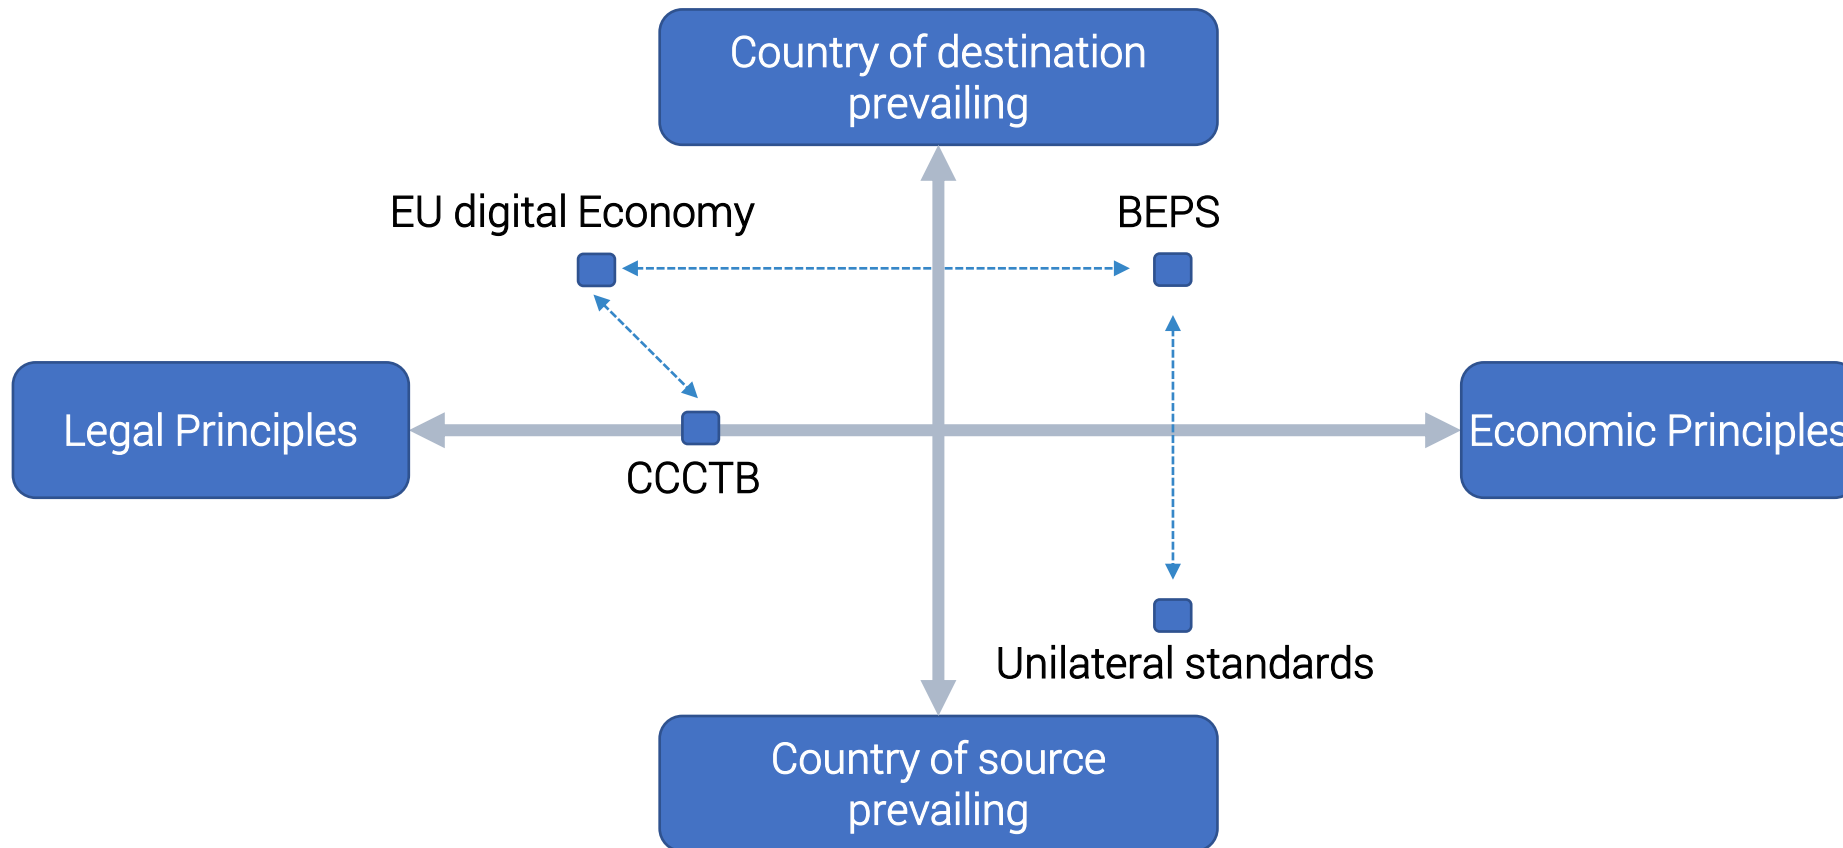 Country of destination
prevailing
EU digital Economy
BEPS
Legal Principles
Economic Principles
CCCTB
Unilateral standards
Country of source
prevailing